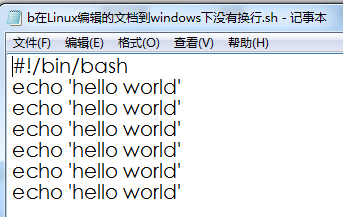 b在Linux编辑的文档到windows下没有换行.sh - 记事本
文件(F) 编辑(E) 格式(O) 查看(V) 帮助(H)
#!/bin/bash
echo 'hello world'
echo 'hello world'
echo 'hello world'
echo 'hello world'
echo 'hello world'
echo 'hello world'